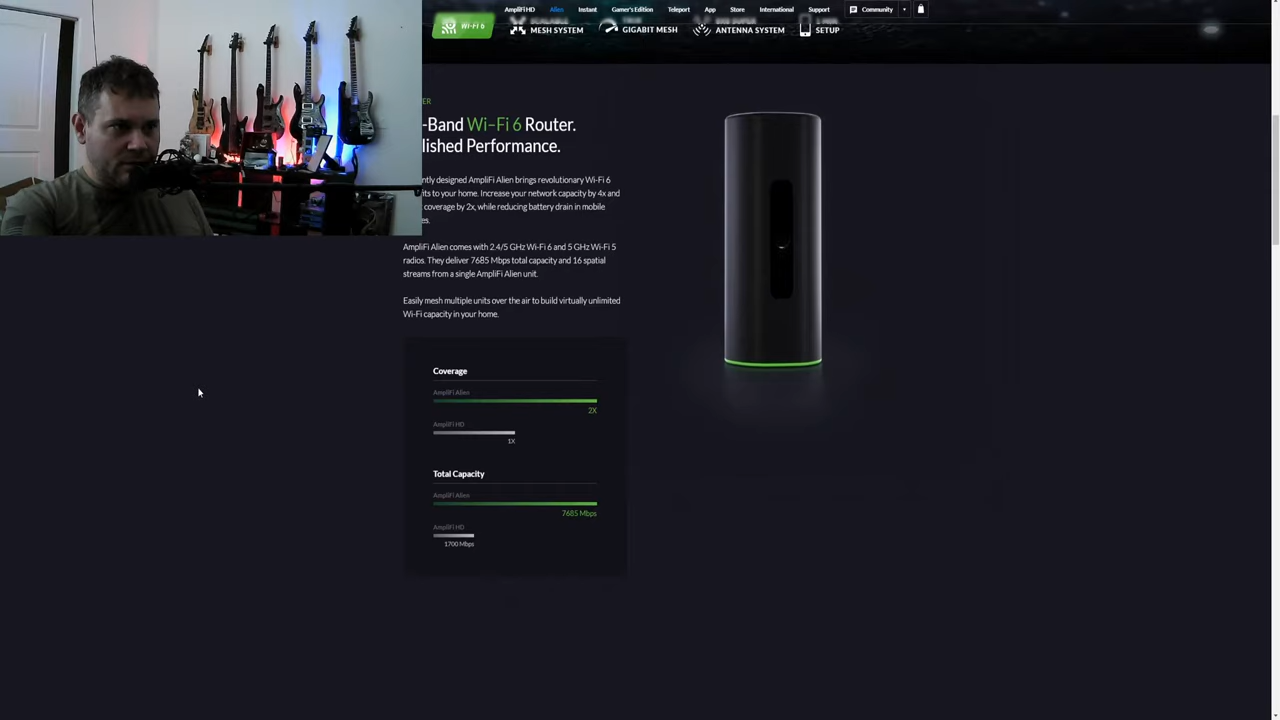 AmpliFi HD Alien Instant Gamer's Edition Teleport App Store International Support Community
Wi-Fi 6
MESH SYSTEM
GIGABIT MESH
ANTENNA SYSTEM
SETUP
ER
-Band Wi-Fi 6 Router.
lished Performance.
ntly designed AmpliFi Alien brings revolutionary Wi-Fi 6
its to your home. Increase your network capacity by 4x and
coverage by 2x, while reducing battery drain in mobile
es.
AmpliFi Alien comes with 2.4/5 GHz Wi-Fi 6 and 5 GHz Wi-Fi 5
radios. They deliver 7685 Mbps total capacity and 16 spatial
streams from a single AmpliFi Alien unit.
Easily mesh multiple units over the air to build virtually unlimited
Wi-Fi capacity in your home.
Coverage
AmpliFi Alien
2X
AmpliFi HD
1X
Total Capacity
AmpliFi Alien
7685 Mbps
AmpliFi HD
1700 Mbps